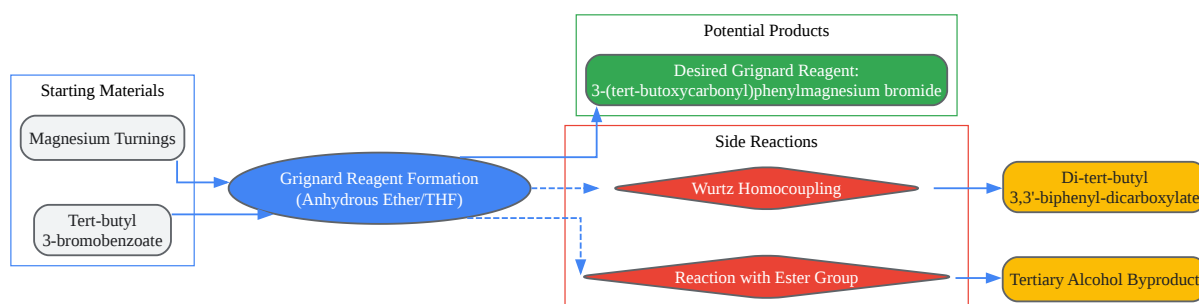 Potential Products
Desired Grignard Reagent:
3-(tert-butoxycarbonyl)phenylmagnesium bromide
Starting Materials
Magnesium Turnings
Tert-butyl
3-bromobenzoate
Grignard Reagent Formation
(Anhydrous Ether/THF)
Side Reactions
Wurtz Homocoupling
Reaction with Ester Group
Di-tert-butyl
3,3'-biphenyl-dicarboxylate
Tertiary Alcohol Byproduct